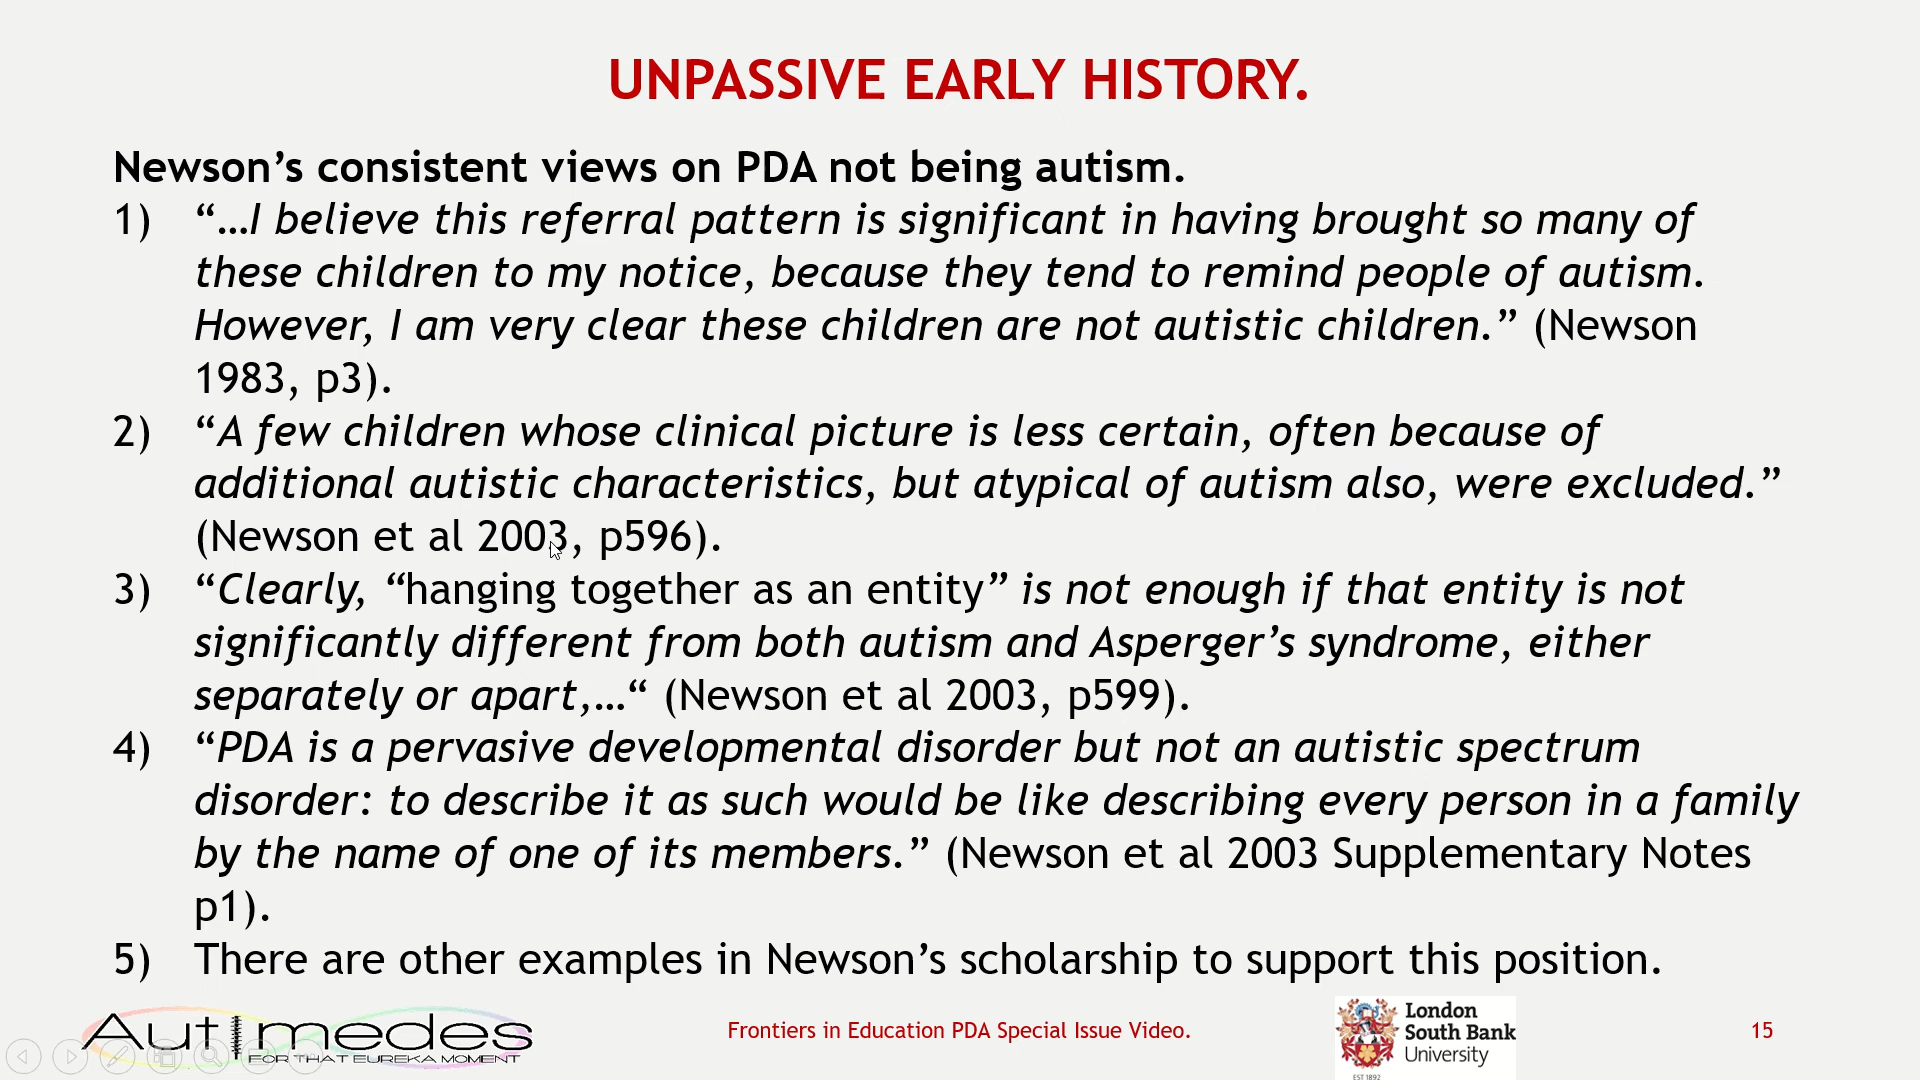 UNPASSIVE EARLY HISTORY.
Newson’s consistent views on PDA not being autism.
1) “…I believe this referral pattern is significant in having brought so many of
these children to my notice, because they tend to remind people of autism.
However, I am very clear these children are not autistic children.” (Newson
1983, p3).
2) “A few children whose clinical picture is less certain, often because of
additional autistic characteristics, but atypical of autism also, were excluded.”
(Newson et al 2003, p596).
3) “Clearly, “hanging together as an entity” is not enough if that entity is not
significantly different from both autism and Asperger’s syndrome, either
separately or apart,…“ (Newson et al 2003, p599).
4) “PDA is a pervasive developmental disorder but not an autistic spectrum
disorder: to describe it as such would be like describing every person in a family
by the name of one of its members.” (Newson et al 2003 Supplementary Notes
p1).
5) There are other examples in Newson’s scholarship to support this position.
Autimedes
FOR THAT EUREKA MOMENT
Frontiers in Education PDA Special Issue Video.
London
South Bank
University
EST 1892
15